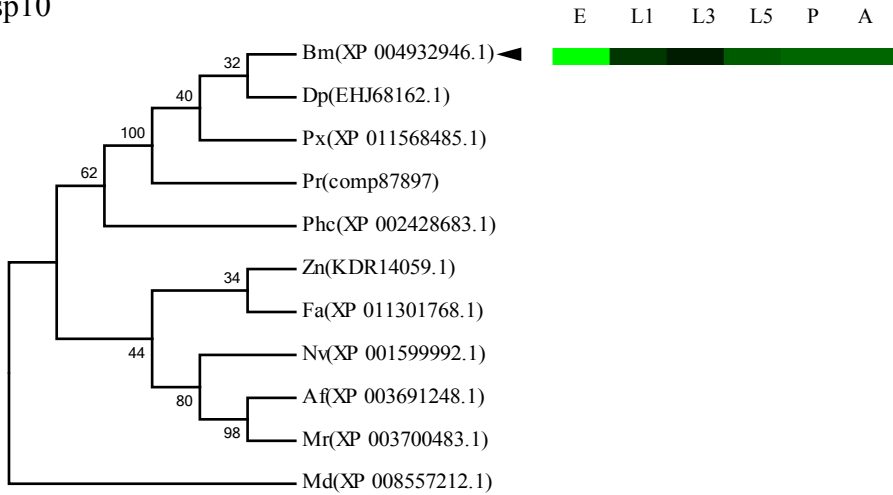 sp10
E L1 L3 L5 P A
32
Bm(XP 004932946.1)
Dp(EHJ68162.1)
40
Px(XP 011568485.1)
100
Pr(comp87897)
62
Phc(XP 002428683.1)
Zn(KDR14059.1)
34
Fa(XP 011301768.1)
44
Nv(XP 001599992.1)
80
Af(XP 003691248.1)
98
Mr(XP 003700483.1)
Md(XP 008557212.1)